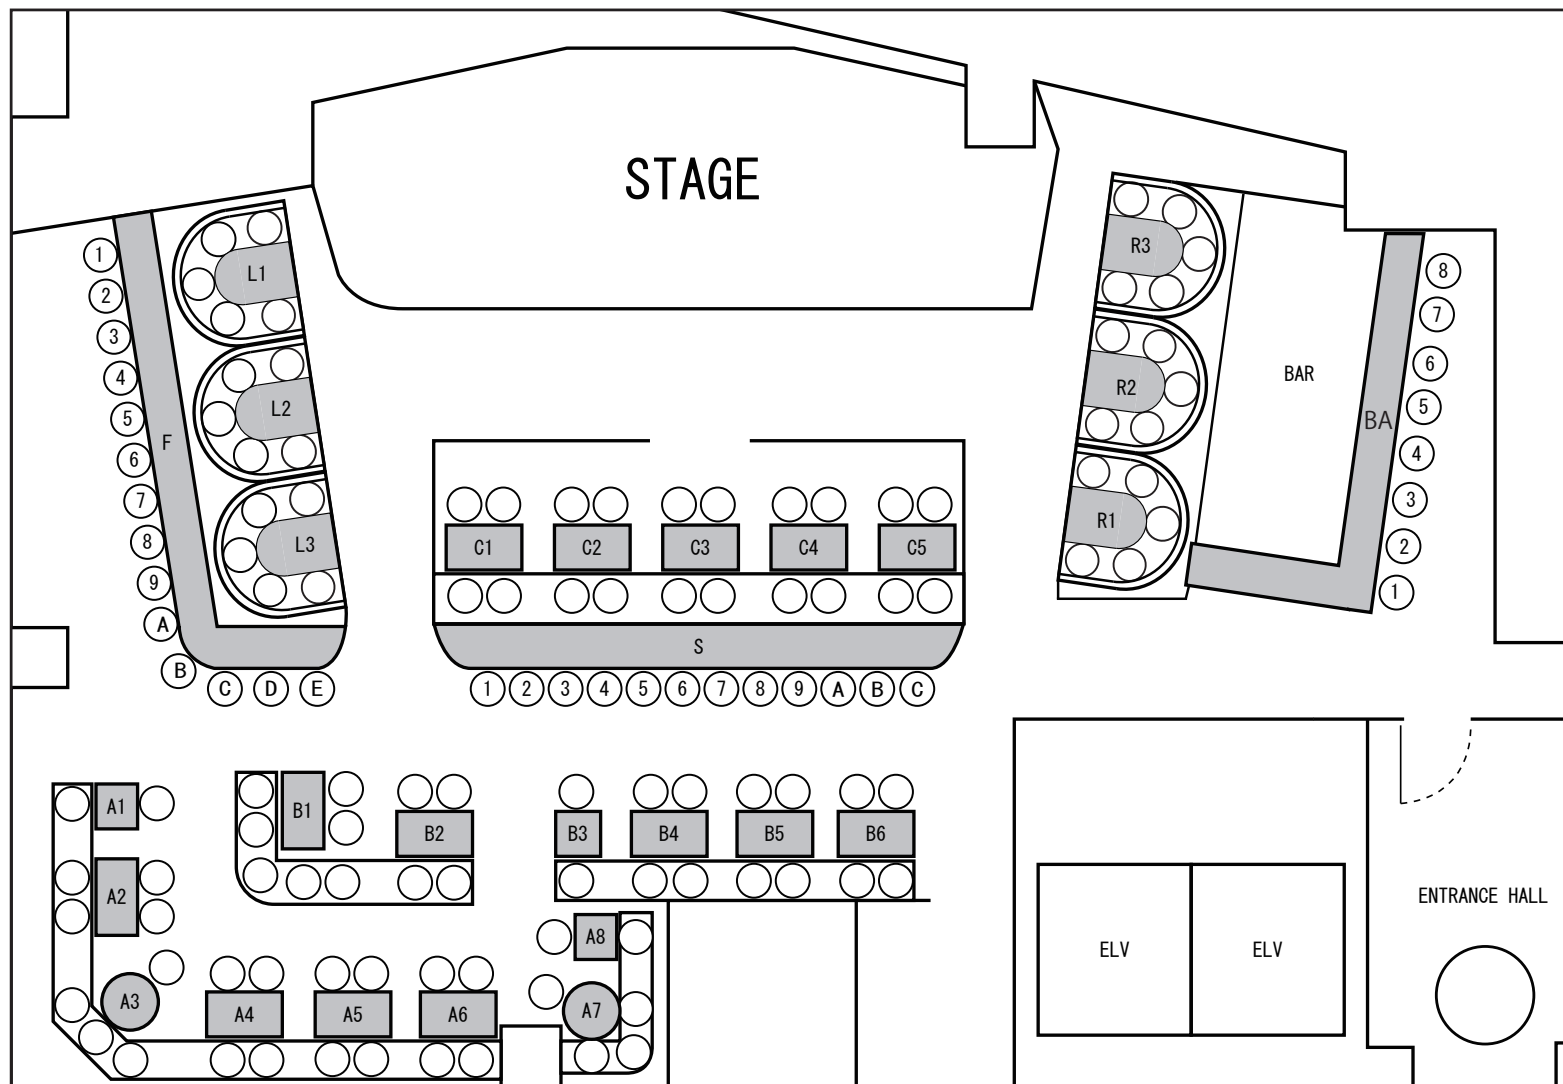 STAGE
L1
L2
L3
F
1
2
3
4
5
6
7
8
9
A
B
C
D
E
R3
R2
R1
BAR
BA
8
7
6
5
4
3
2
1
C1 C2 C3 C4 C5
S
1 2 3 4 5 6 7 8 9 A B C
A1
A2
A3
A4 A5 A6
B1
B2
B3 B4 B5 B6
A8
A7
ELV ELV
ENTRANCE HALL